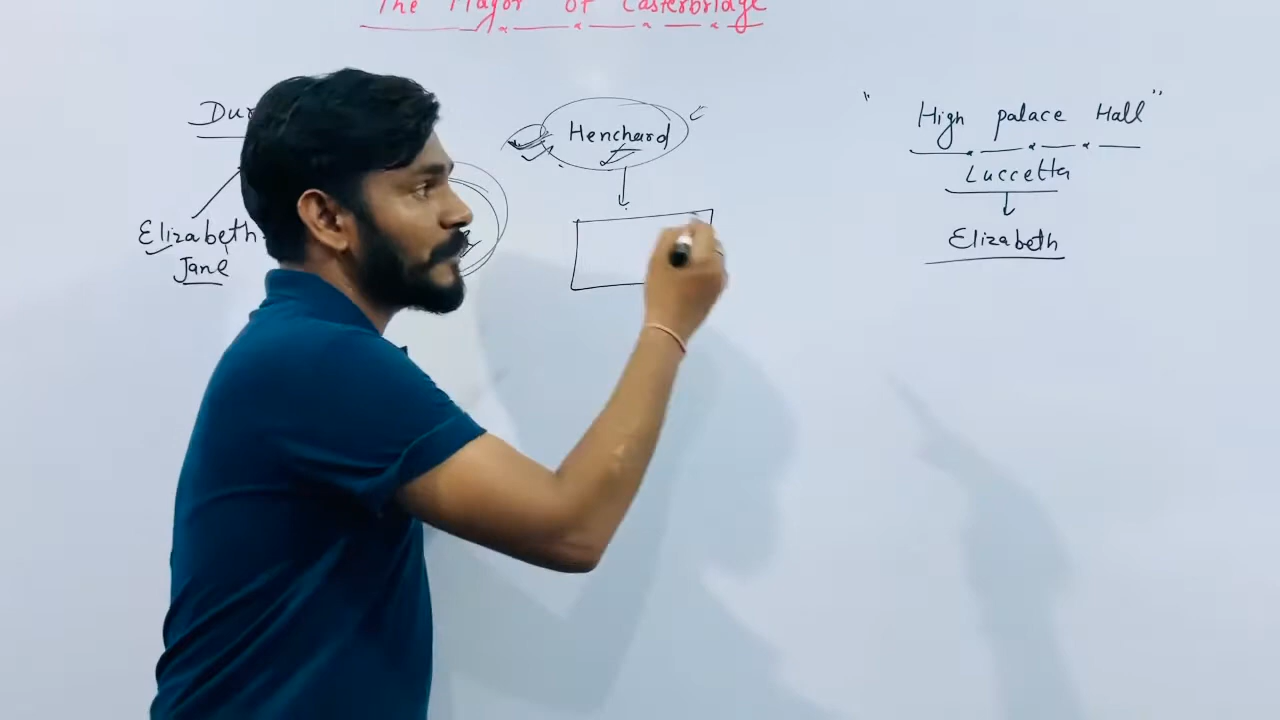 The Mayor of Casterbridge
Henchard
Elizabeth
Jane
" High palace Hall "
Luccetta
Elizabeth